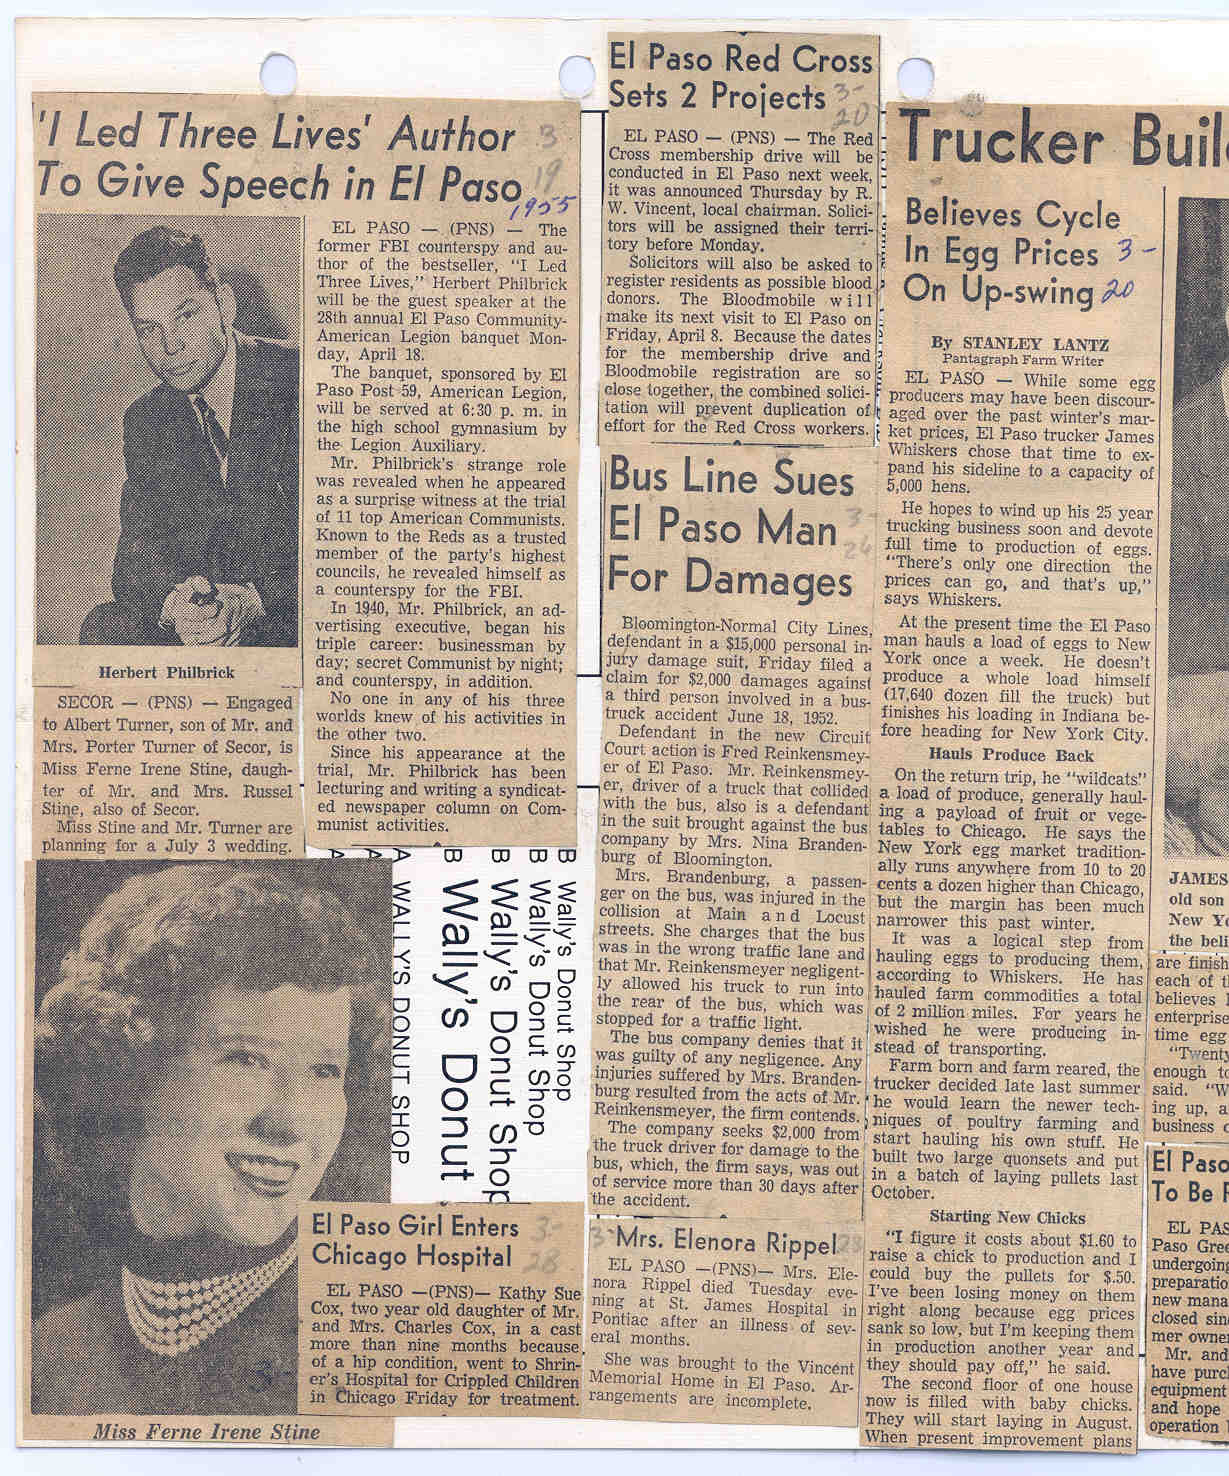 'I Led Three Lives' Author
To Give Speech in El Paso
3
19
1955
EL PASO — (PNS) — The
former FBI counterspy and au-
thor of the bestseller, "I Led
Three Lives," Herbert Philbrick
will be the guest speaker at the
28th annual El Paso Community-
American Legion banquet Mon-
day, April 18.
The banquet, sponsored by El
Paso Post 59, American Legion,
will be served at 6:30 p. m. in
the high school gymnasium by
the Legion Auxiliary.
Mr. Philbrick's strange role
was revealed when he appeared
as a surprise witness at the trial
of 11 top American Communists.
Known to the Reds as a trusted
member of the party's highest
councils, he revealed himself as
a counterspy for the FBI.
In 1940, Mr. Philbrick, an ad-
vertising executive, began his
triple career: businessman by
day; secret Communist by night;
and counterspy, in addition.
No one in any of his three
worlds knew of his activities in
the other two.
Since his appearance at the
trial, Mr. Philbrick has been
lecturing and writing a syndicat-
ed newspaper column on Com-
munist activities.
Herbert Philbrick
SECOR — (PNS) — Engaged
to Albert Turner, son of Mr. and
Mrs. Porter Turner of Secor, is
Miss Ferne Irene Stine, daugh-
ter of Mr. and Mrs. Russel
Stine, also of Secor.
Miss Stine and Mr. Turner are
planning for a July 3 wedding.
Miss Ferne Irene Stine
B Wally's Donut Shop
B Wally's Donut Shop
B Wally's Donut Shop
B Wally's Donut
A WALLY'S DONUT SHOP
A
A
El Paso Girl Enters
Chicago Hospital
3-
28
EL PASO —(PNS)— Kathy Sue
Cox, two year old daughter of Mr.
and Mrs. Charles Cox, in a cast
more than nine months because
of a hip condition, went to Shrin-
er's Hospital for Crippled Children
in Chicago Friday for treatment.
El Paso Red Cross
Sets 2 Projects
3-
20
EL PASO — (PNS) — The Red
Cross membership drive will be
conducted in El Paso next week,
it was announced Thursday by R.
W. Vincent, local chairman. Solici-
tors will be assigned their terri-
tory before Monday.
Solicitors will also be asked to
register residents as possible blood
donors. The Bloodmobile will
make its next visit to El Paso on
Friday, April 8. Because the dates
for the membership drive and
Bloodmobile registration are so
close together, the combined solici-
tation will prevent duplication of
effort for the Red Cross workers.
Bus Line Sues
El Paso Man
For Damages
3-
26
Bloomington-Normal City Lines,
defendant in a $15,000 personal in-
jury damage suit, Friday filed a
claim for $2,000 damages against
a third person involved in a bus-
truck accident June 18, 1952.
Defendant in the new Circuit
Court action is Fred Reinkensmey-
er of El Paso. Mr. Reinkensmey-
er, driver of a truck that collided
with the bus, also is a defendant
in the suit brought against the bus
company by Mrs. Nina Branden-
burg of Bloomington.
Mrs. Brandenburg, a passen-
ger on the bus, was injured in the
collision at Main and Locust
streets. She charges that the bus
was in the wrong traffic lane and
that Mr. Reinkensmeyer negligent-
ly allowed his truck to run into
the rear of the bus, which was
stopped for a traffic light.
The bus company denies that it
was guilty of any negligence. Any
injuries suffered by Mrs. Branden-
burg resulted from the acts of Mr.
Reinkensmeyer, the firm contends.
The company seeks $2,000 from
the truck driver for damage to the
bus, which, the firm says, was out
of service more than 30 days after
the accident.
3- Mrs. Elenora Rippel 28
EL PASO —(PNS)— Mrs. Ele-
nora Rippel died Tuesday eve-
ning at St. James Hospital in
Pontiac after an illness of sev-
eral months.
She was brought to the Vincent
Memorial Home in El Paso. Ar-
rangements are incomplete.
Trucker Buil
Believes Cycle
In Egg Prices
On Up-swing
3-
20
By STANLEY LANTZ
Pantagraph Farm Writer
EL PASO — While some egg
producers may have been discour-
aged over the past winter's mar-
ket prices, El Paso trucker James
Whiskers chose that time to ex-
pand his sideline to a capacity of
5,000 hens.
He hopes to wind up his 25 year
trucking business soon and devote
full time to production of eggs.
"There's only one direction the
prices can go, and that's up,"
says Whiskers.
At the present time the El Paso
man hauls a load of eggs to New
York once a week. He doesn't
produce a whole load himself
(17,640 dozen fill the truck) but
finishes his loading in Indiana be-
fore heading for New York City.
Hauls Produce Back
On the return trip, he "wildcats"
a load of produce, generally haul-
ing a payload of fruit or vege-
tables to Chicago. He says the
New York egg market tradition-
ally runs anywhere from 10 to 20
cents a dozen higher than Chicago,
but the margin has been much
narrower this past winter.
It was a logical step from
hauling eggs to producing them,
according to Whiskers. He has
hauled farm commodities a total
of 2 million miles. For years he
wished he were producing in-
stead of transporting.
Farm born and farm reared, the
trucker decided late last summer
he would learn the newer tech-
niques of poultry farming and
start hauling his own stuff. He
built two large quonsets and put
in a batch of laying pullets last
October.
Starting New Chicks
"I figure it costs about $1.60 to
raise a chick to production and I
could buy the pullets for $.50.
I've been losing money on them
right along because egg prices
sank so low, but I'm keeping them
in production another year and
they should pay off," he said.
The second floor of one house
now is filled with baby chicks.
They will start laying in August.
When present improvement plans
JAMES
old son
New Yo
the beli
are finish
each of t
believes
enterprise
time egg
"Twenty
enough to
said. "W
ing up, a
business
El Paso
To Be
EL PAS
Paso Gree
undergoing
preparatio
new mana
closed sin
mer owne
Mr. and
have purc
equipment
and hope
operation